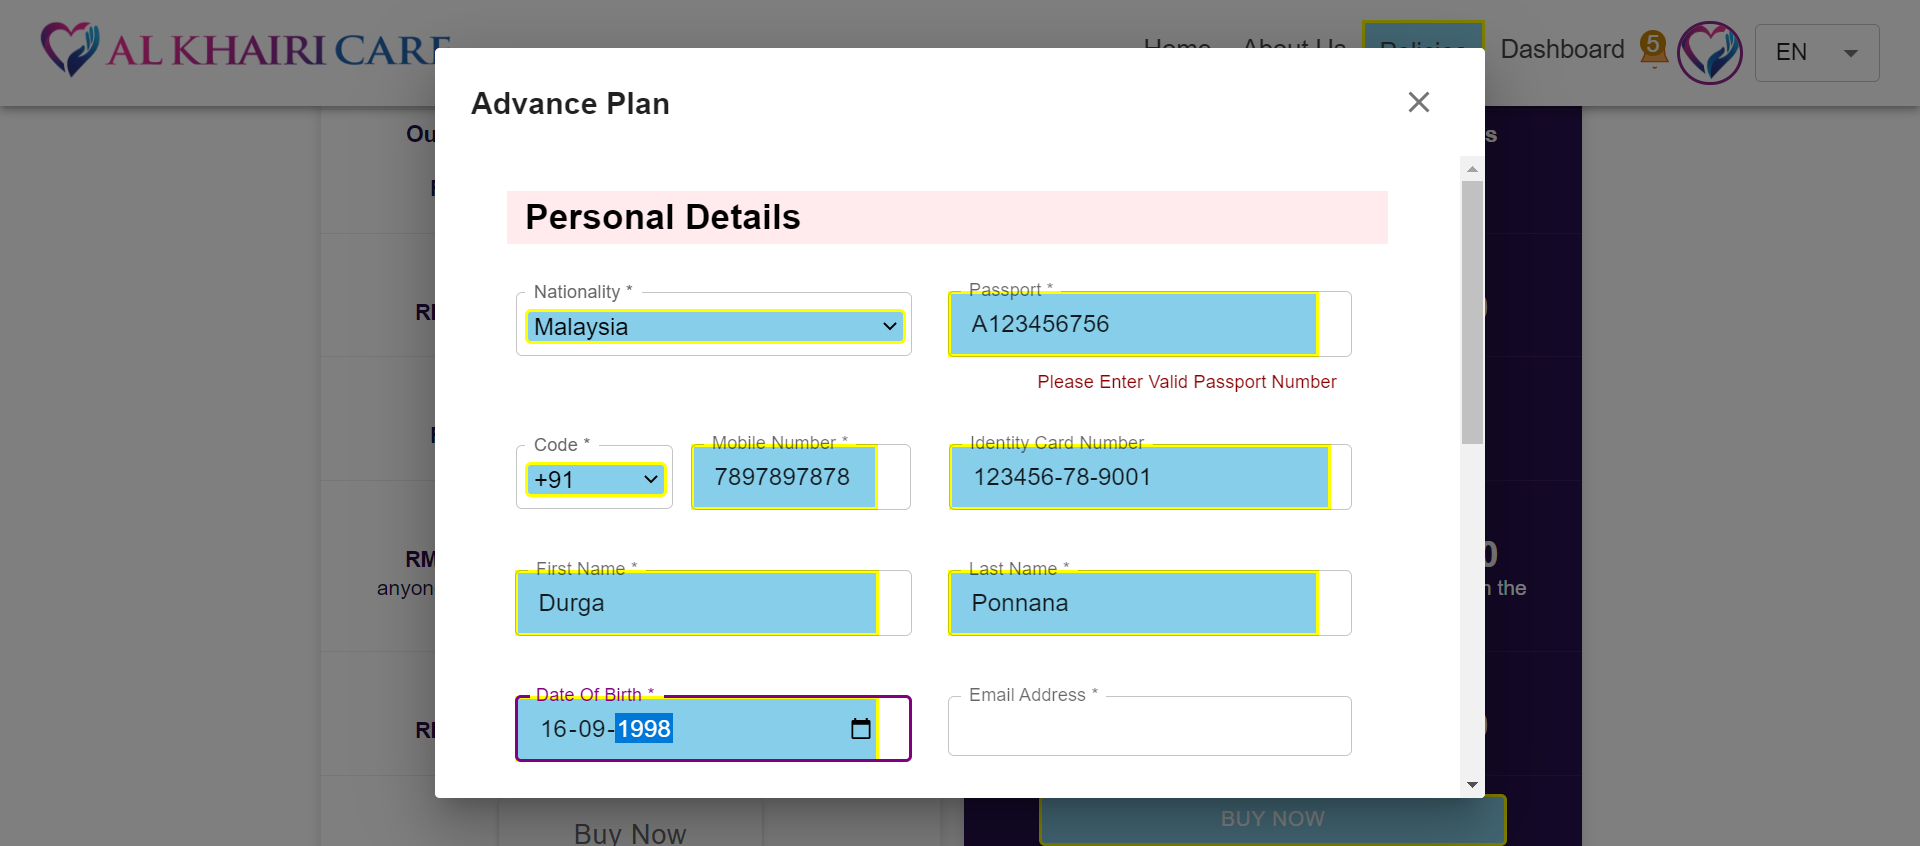 AL KHAIRI CARE
Home About Us Policies Dashboard 5 EN
Advance Plan
Personal Details
Nationality *
Malaysia
Passport *
A123456756
Please Enter Valid Passport Number
Code *
+91
Mobile Number *
7897897878
Identity Card Number
123456-78-9001
First Name *
Durga
Last Name *
Ponnana
Date Of Birth *
16-09-1998
Email Address *
Buy Now
BUY NOW
Ou
RM
anyon
the